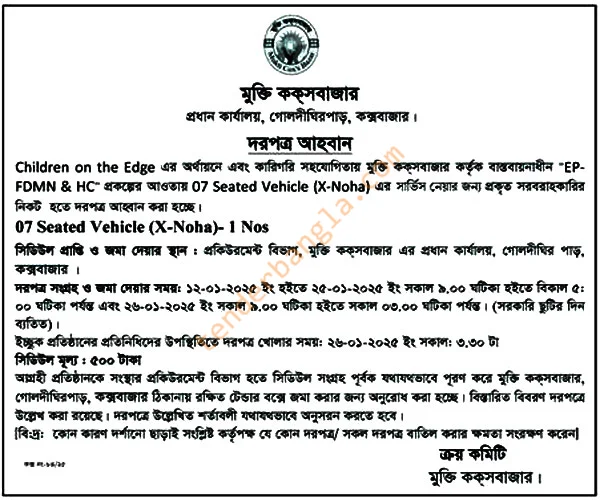 মুক্তি কক্সবাজার
প্রধান কার্যালয়, গোলদীঘিরপাড়, কক্সবাজার ।
দরপত্র আহবান
Children on the Edge এর অর্থায়নে এবং কারিগরি সহযোগিতায় মুক্তি কক্সবাজার কর্তৃক বাস্তবায়নাধীন "EP-
FDMN & HC" প্রকল্পের আওতায় 07 Seated Vehicle (X-Noha) এর সার্ভিস নেয়ার জন্য প্রকৃত সরবরাহকারির
নিকট হতে দরপত্র আহ্বান করা হচ্ছে।
07 Seated Vehicle (X-Noha)- 1 Nos
সিডিউল প্রাপ্তি ও জমা দেয়ার স্থান : প্রকিউরমেন্ট বিভাগ, মুক্তি কক্সবাজার এর প্রধান কার্যালয়, গোলদীঘির পাড়,
কক্সবাজার ।
দরপত্র সংগ্রহ ও জমা দেয়ার সময়: ১২-০১-২০২৫ ইং হইতে ২৫-০১-২০২৫ ইং সকাল ৯.০০ ঘটিকা হইতে বিকাল ৫:
০০ ঘটিকা পর্যন্ত এবং ২৬-০১-২০২৫ ইং সকাল ৯.০০ ঘটিকা হইতে সকাল ০৩.০০ ঘটিকা পর্যন্ত। (সরকারি ছুটির দিন
ব্যতিত)।
ইচ্ছুক প্রতিষ্ঠানের প্রতিনিধিদের উপস্থিতিতে দরপত্র খোলার সময়: ২৬-০১-২০২৫ ইং সকাল: ৩.৩০ টা
সিডিউল মূল্য : ৫০০ টাকা
আগ্রহী প্রতিষ্ঠানকে সংস্থার প্রকিউরমেন্ট বিভাগ হতে সিডিউল সংগ্রহ পূর্বক যথাযথভাবে পূরণ করে মুক্তি কক্সবাজার,
গোলদীঘিরপাড়, কক্সবাজার ঠিকানায় রক্ষিত টেন্ডার বক্সে জমা করার জন্য অনুরোধ করা হচ্ছে। বিস্তারিত বিবরণ দরপত্রে
উল্লেখ করা রয়েছে। দরপত্রে উল্লেখিত শর্তাবলী যথাযথভাবে অনুসরন করতে হবে।
[বি:দ্র: কোন কারণ দর্শানো ছাড়াই সংশ্লিষ্ট কর্তৃপক্ষ যে কোন দরপত্র/ সকল দরপত্র বাতিল করার ক্ষমতা সংরক্ষণ করেন]
ক্রয় কমিটি
মুক্তি কক্সবাজার।
tenderbangla.com